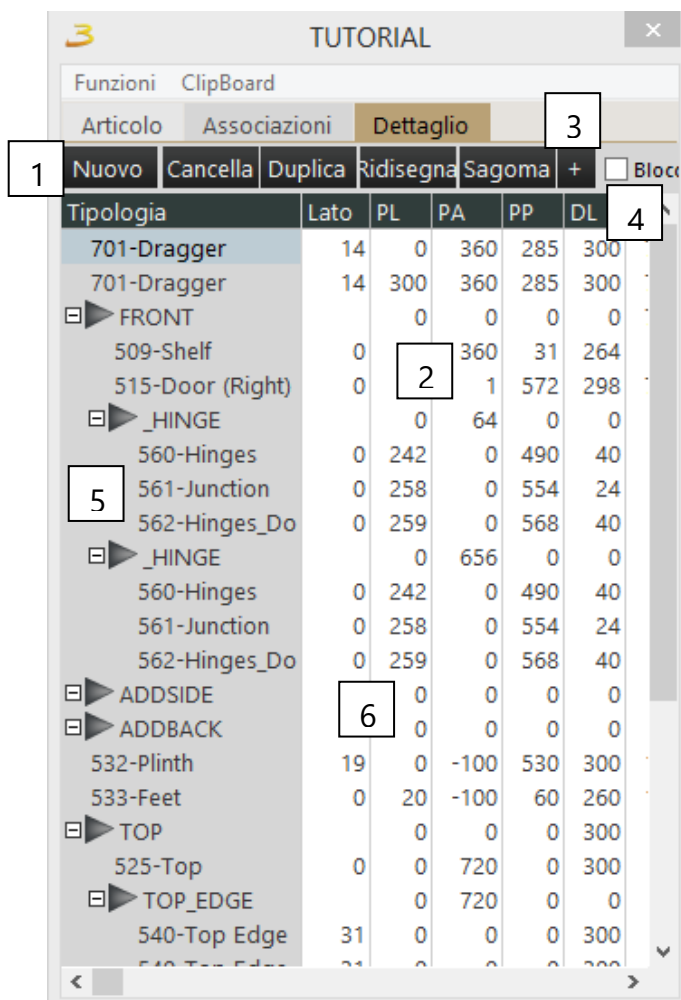 TUTORIAL ×
Funzioni ClipBoard
Articolo Associazioni Dettaglio 3
1 Nuovo Cancella Duplica Ridisegna Sagoma + Blocc
Tipologia Lato PL PA PP DL 4
701-Dragger 14 0 360 285 300
701-Dragger 14 300 360 285 300
FRONT 0 0 0 0
509-Shelf 0 360 31 264
515-Door (Right) 0 2 1 572 298
_HINGE 0 64 0 0
560-Hinges 0 242 0 490 40
5 561-Junction 0 258 0 554 24
562-Hinges_Do 0 259 0 568 40
_HINGE 0 656 0 0
560-Hinges 0 242 0 490 40
561-Junction 0 258 0 554 24
562-Hinges_Do 0 259 0 568 40
ADDSIDE 6 0 0 0 0
ADDBACK 0 0 0 0
532-Plinth 19 0 -100 530 300
533-Feet 0 20 -100 60 260
TOP 0 0 0 300
525-Top 0 0 720 0 300
TOP_EDGE 0 720 0 0
540-Top Edge 31 0 0 0 300